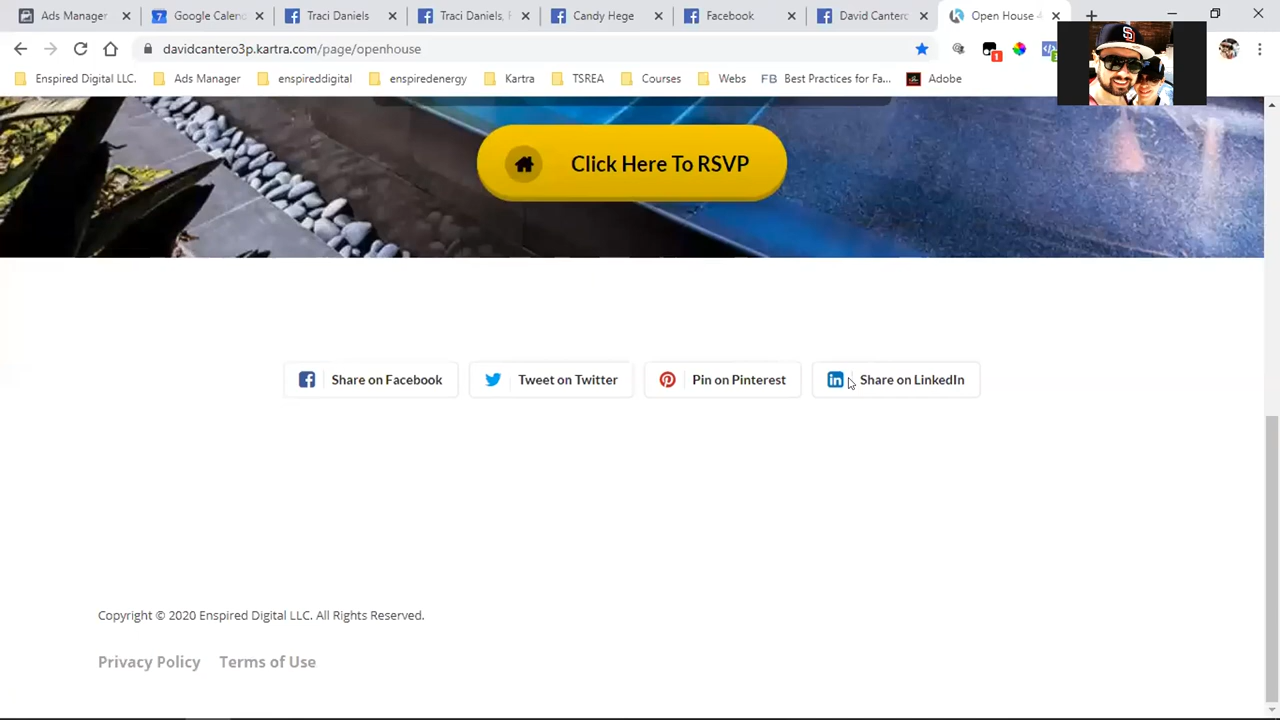 Ads Manager
Google Calen
Traci Daniels
Traci Daniels,
Candy Hege
Facebook
David Canterc
Open House
davidcantero3p.kartra.com/page/openhouse
1
Enspired Digital LLC.
Ads Manager
enspireddigital
Kartra
TSREA
Courses
Webs
FB Best Practices for Fa...
Adobe
S
Click Here To RSVP
Share on Facebook
Tweet on Twitter
Pin on Pinterest
Share on LinkedIn
Copyright © 2020 Enspired Digital LLC. All Rights Reserved.
Privacy Policy Terms of Use